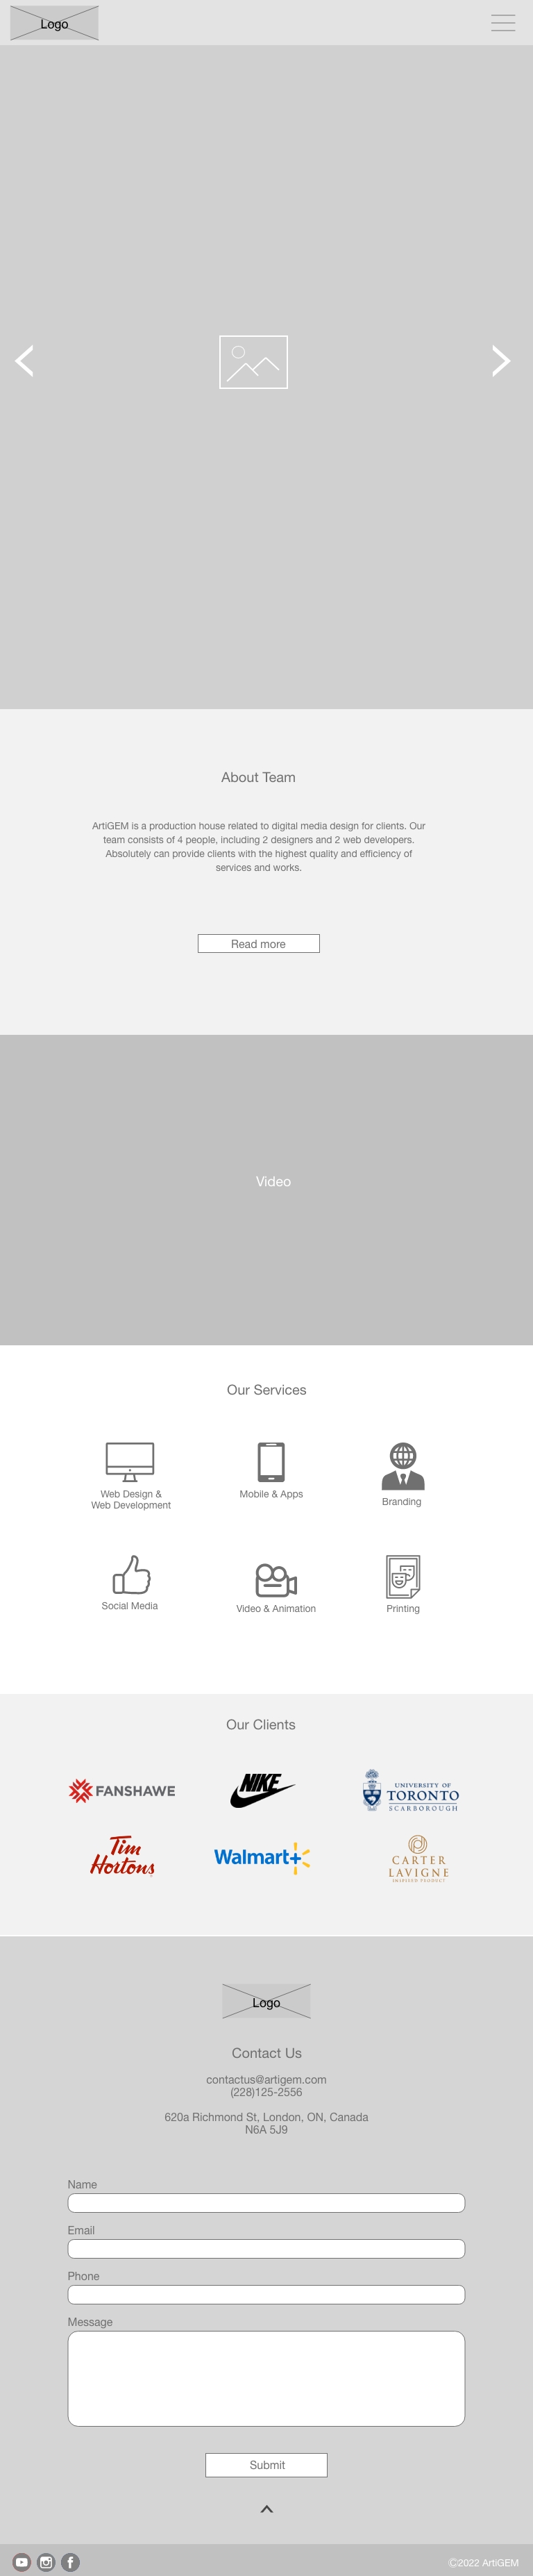 Logo
About Team
ArtiGEM is a production house related to digital media design for clients. Our
team consists of 4 people, including 2 designers and 2 web developers.
Absolutely can provide clients with the highest quality and efficiency of
services and works.
Read more
Video
Our Services
Web Design &
Web Development
Mobile & Apps
Branding
Social Media
Video & Animation
Printing
Our Clients
FANSHAWE
NIKE
UNIVERSITY OF
TORONTO
SCARBOROUGH
Tim
Hortons
Walmart+
CARTER
LAVIGNE
INSPIRED PRODUCT
Logo
Contact Us
contactus@artigem.com
(228)125-2556
620a Richmond St, London, ON, Canada
N6A 5J9
Name
Email
Phone
Message
Submit
©2022 ArtiGEM